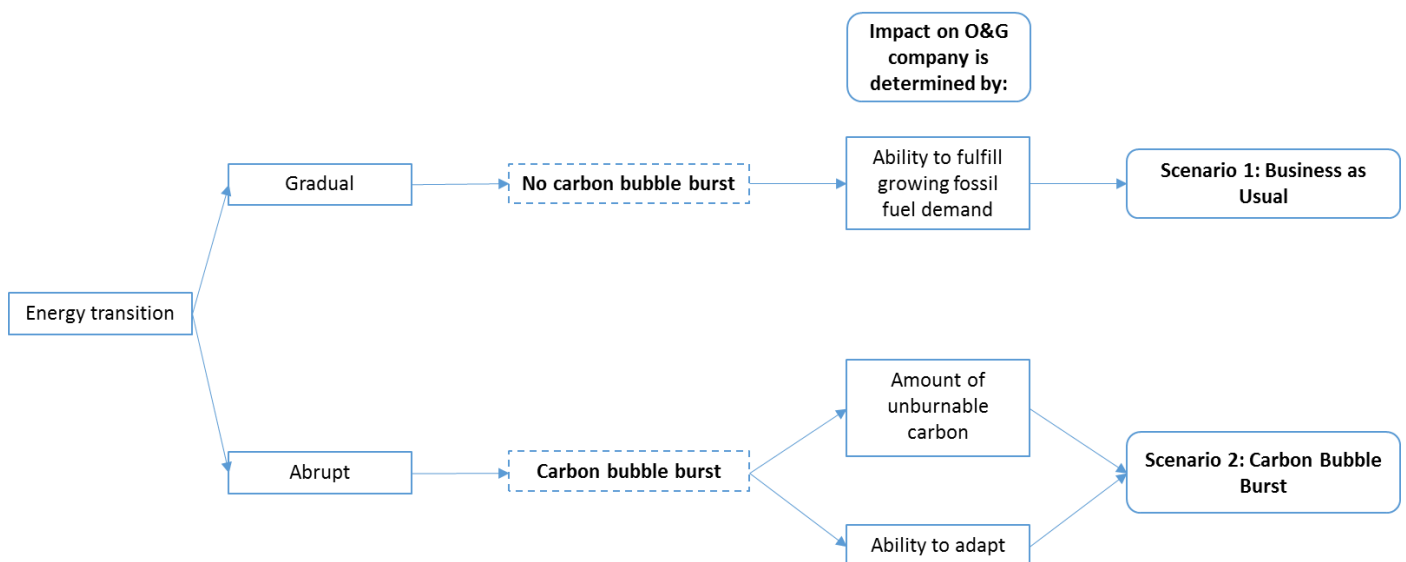 Impact on O&G
company is
determined by:
Ability to fulfill
growing fossil
fuel demand
Scenario 1: Business as
Usual
Gradual
No carbon bubble burst
Energy transition
Amount of
unburnable
carbon
Abrupt
Carbon bubble burst
Scenario 2: Carbon Bubble
Burst
Ability to adapt